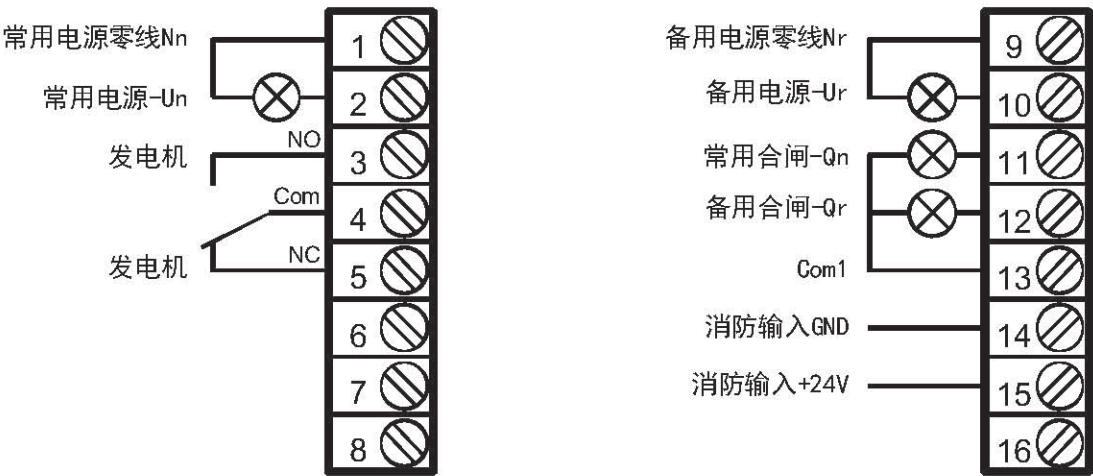 常用电源零线Nn
1
常用电源-Un
2
发电机
NO
3
Com
4
发电机
NC
5
6
7
8
备用电源零线Nr
9
备用电源-Ur
10
常用合闸-Qn
11
备用合闸-Qr
12
Com1
13
消防输入GND
14
消防输入+24V
15
16